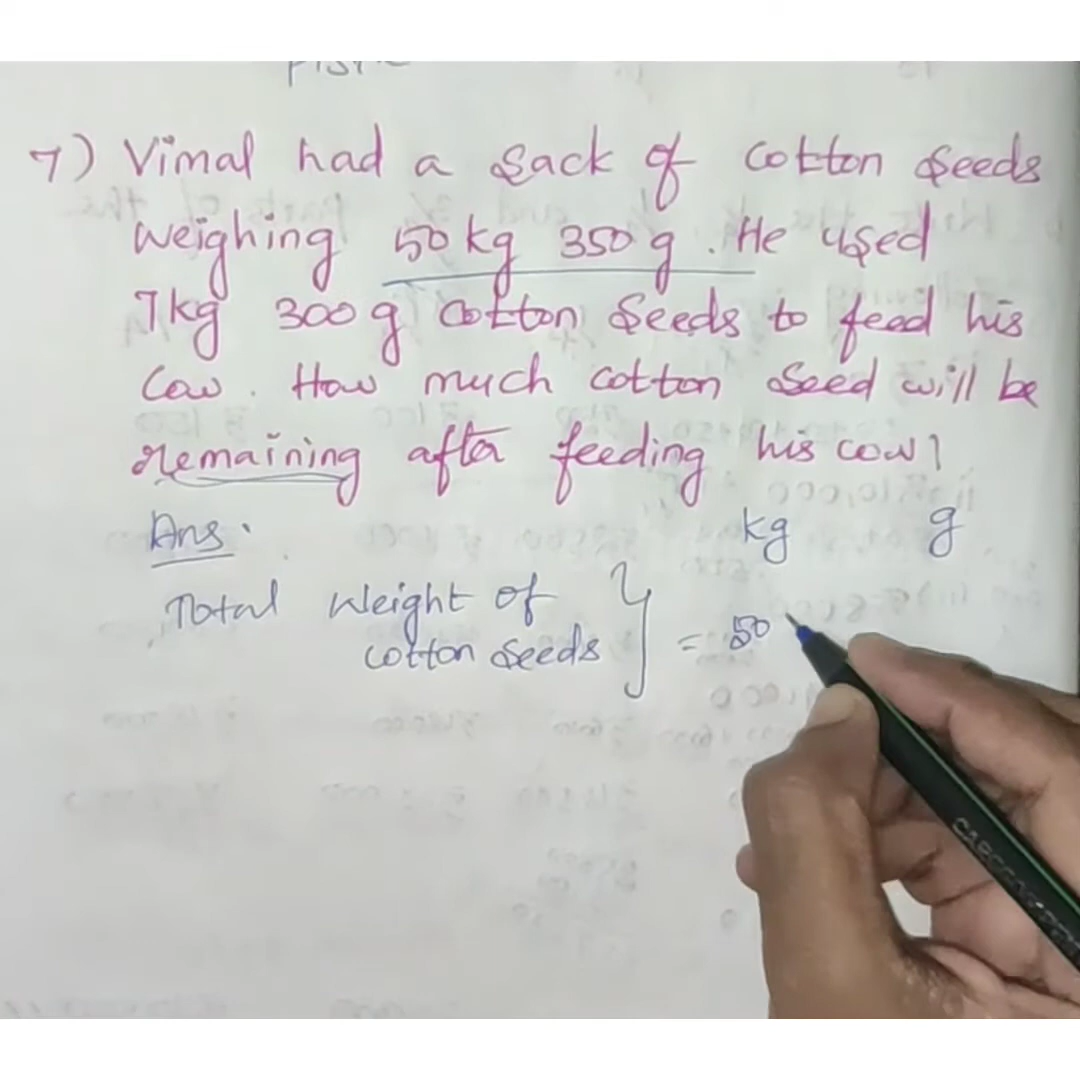 7) Vimal had a sack of cotton seeds
weighing 50 kg 350 g. He used
7kg 300 g cotton seeds to feed his
Cow. How much cotton seed will be
remaining after feeding his cow?
Ans.
kg g
Total Weight of
cotton seeds } = 50